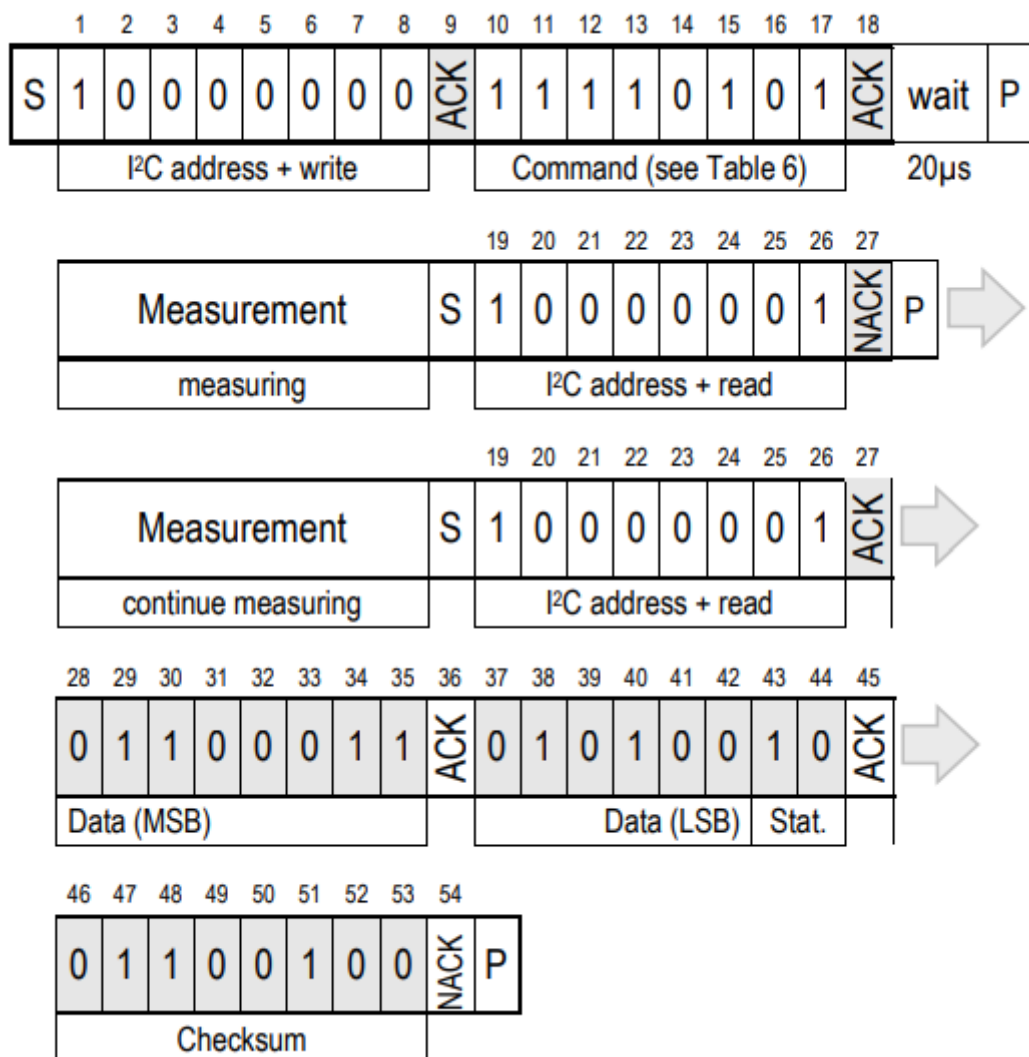 1 2 3 4 5 6 7 8 9 10 11 12 13 14 15 16 17 18
S 1 0 0 0 0 0 0 0 ACK 1 1 1 1 0 1 0 1 ACK wait P
I²C address + write Command (see Table 6) 20µs
19 20 21 22 23 24 25 26 27
Measurement S 1 0 0 0 0 0 0 1 NACK P
measuring I²C address + read
19 20 21 22 23 24 25 26 27
Measurement S 1 0 0 0 0 0 0 1 ACK
continue measuring I²C address + read
28 29 30 31 32 33 34 35 36 37 38 39 40 41 42 43 44 45
0 1 1 0 0 0 1 1 ACK 0 1 0 1 0 0 1 0 ACK
Data (MSB) Data (LSB) Stat.
46 47 48 49 50 51 52 53 54
0 1 1 0 0 1 0 0 NACK P
Checksum